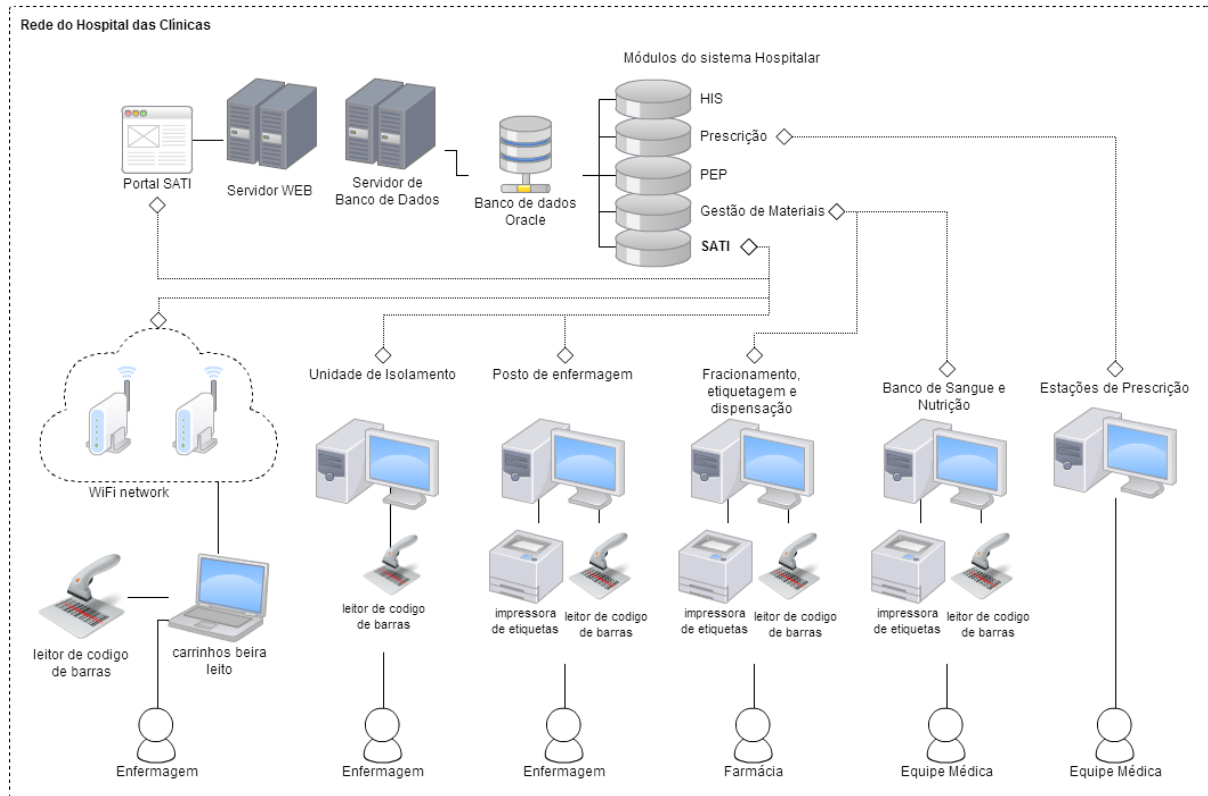 Rede do Hospital das Clínicas
Módulos do sistema Hospitalar
HIS
Prescrição
PEP
Gestão de Materiais
SATI
Portal SATI
Servidor WEB
Servidor de
Banco de Dados
Banco de dados
Oracle
Unidade de Isolamento
Posto de enfermagem
Fracionamento,
etiquetagem e
dispensação
Banco de Sangue e
Nutrição
Estações de Prescrição
WiFi network
leitor de codigo
de barras
carrinhos beira
leito
leitor de codigo
de barras
impressora
de etiquetas
leitor de codigo
de barras
impressora
de etiquetas
leitor de codigo
de barras
impressora
de etiquetas
leitor de codigo
de barras
Enfermagem
Enfermagem
Enfermagem
Farmácia
Equipe Médica
Equipe Médica